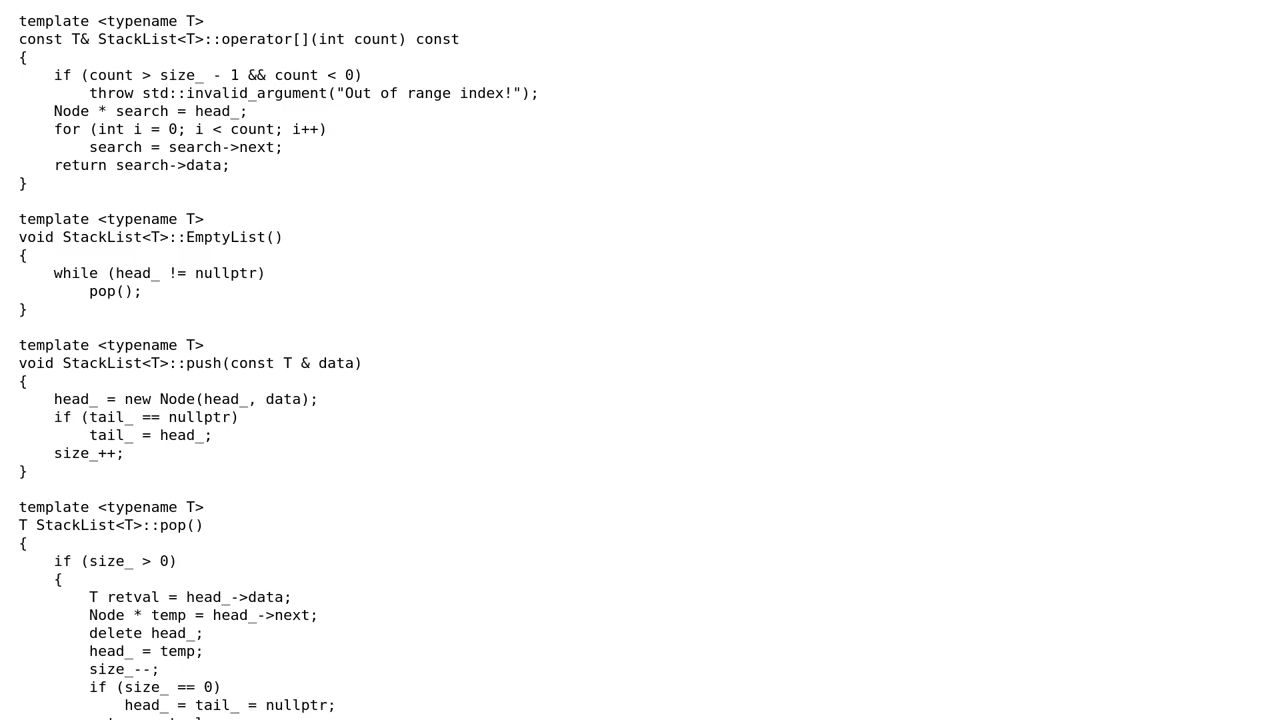 template <typename T>
const T& StackList<T>::operator[](int count) const
{
    if (count > size_ - 1 && count < 0)
        throw std::invalid_argument("Out of range index!");
    Node * search = head_;
    for (int i = 0; i < count; i++)
        search = search->next;
    return search->data;
}

template <typename T>
void StackList<T>::EmptyList()
{
    while (head_ != nullptr)
        pop();
}

template <typename T>
void StackList<T>::push(const T & data)
{
    head_ = new Node(head_, data);
    if (tail_ == nullptr)
        tail_ = head_;
    size_++;
}

template <typename T>
T StackList<T>::pop()
{
    if (size_ > 0)
    {
        T retval = head_->data;
        Node * temp = head_->next;
        delete head_;
        head_ = temp;
        size_--;
        if (size_ == 0)
            head_ = tail_ = nullptr;